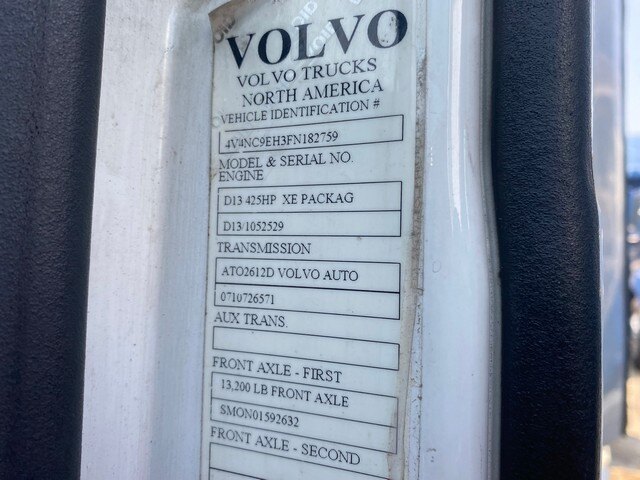 VOLVO
VOLVO TRUCKS
NORTH AMERICA
VEHICLE IDENTIFICATION #
4V4NC9EH3FN182759
MODEL & SERIAL NO.
ENGINE
D13 425HP XE PACKAG
D13/1052529
TRANSMISSION
ATO2612D VOLVO AUTO
0710726571
AUX TRANS.
FRONT AXLE - FIRST
13,200 LB FRONT AXLE
SMON01592632
FRONT AXLE - SECOND